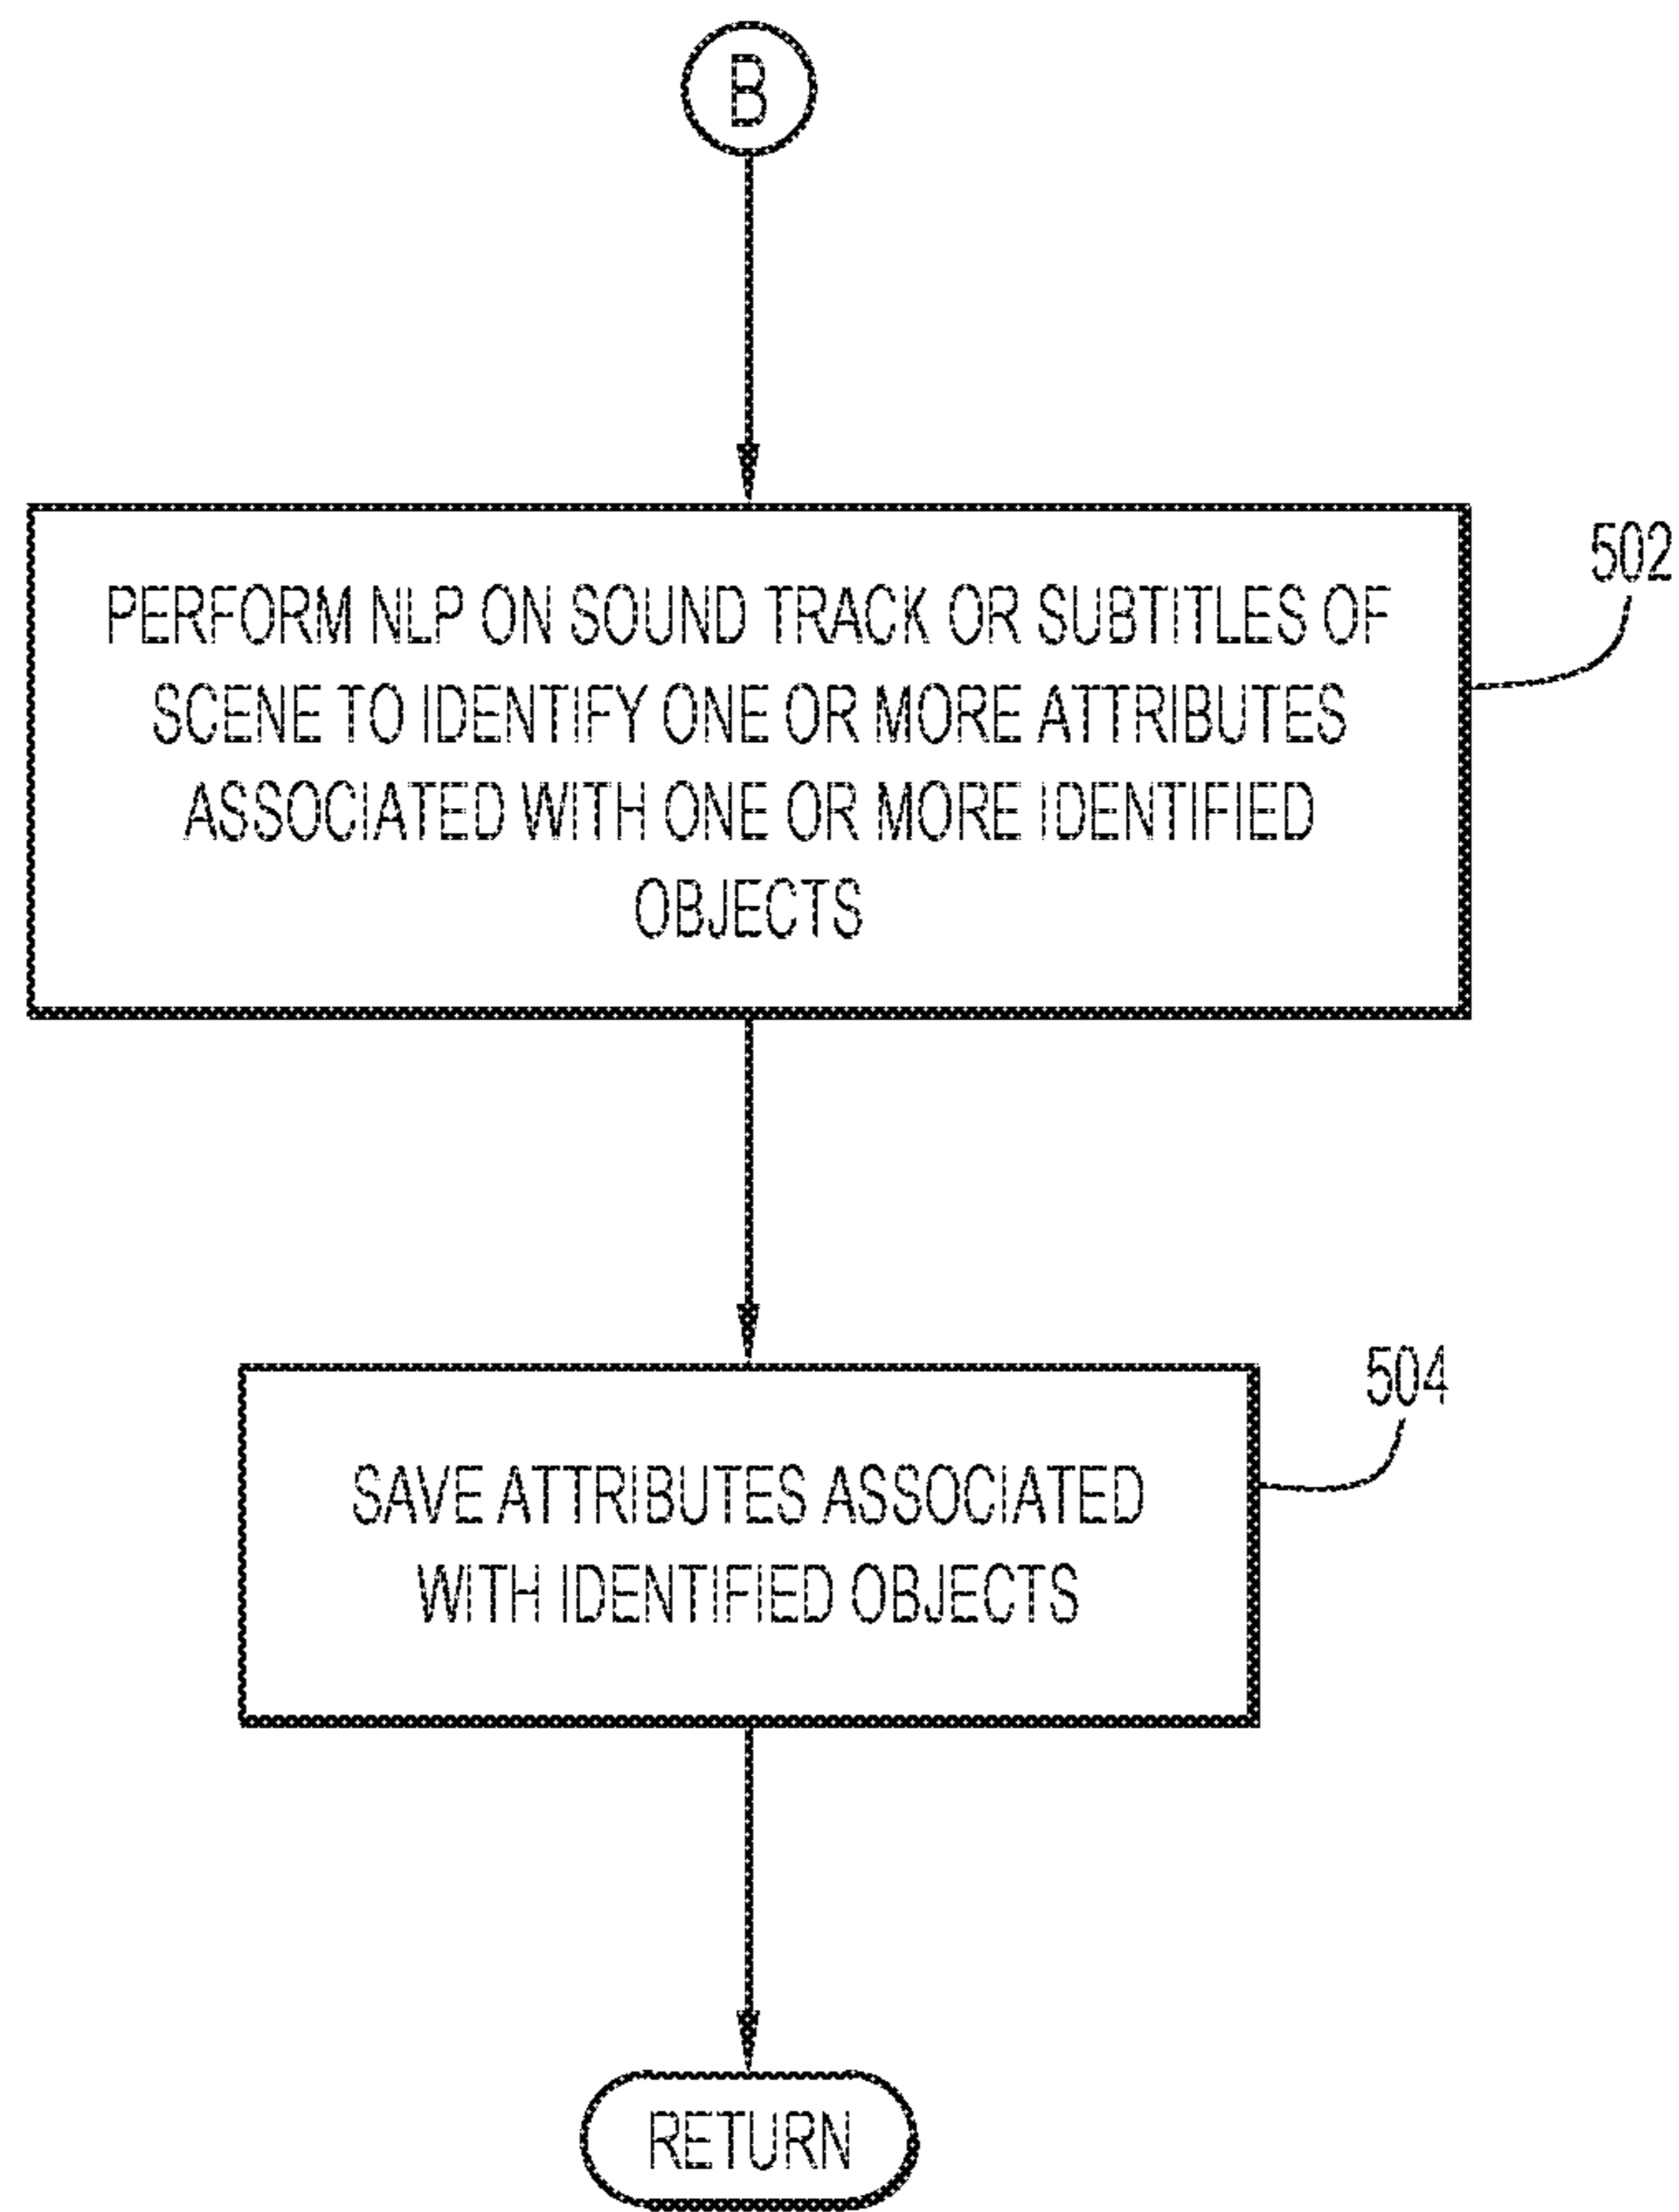 B
PERFORM NLP ON SOUND TRACK OR SUBTITLES OF
SCENE TO IDENTIFY ONE OR MORE ATTRIBUTES
ASSOCIATED WITH ONE OR MORE IDENTIFIED
OBJECTS
502
SAVE ATTRIBUTES ASSOCIATED
WITH IDENTIFIED OBJECTS
504
RETURN